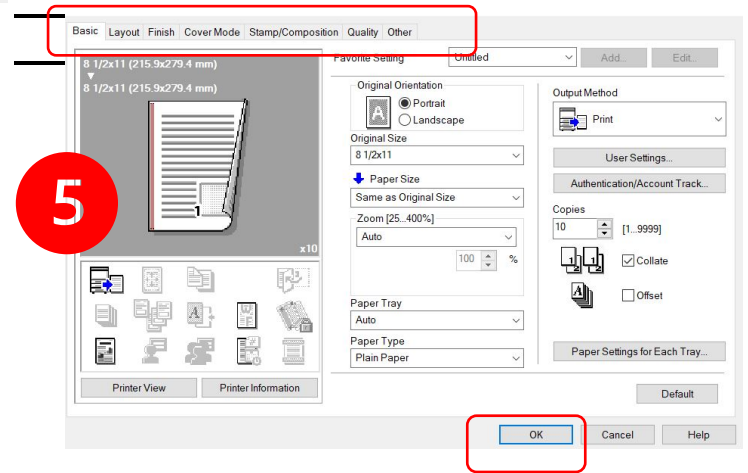 Basic Layout Finish Cover Mode Stamp/Composition Quality Other
8 1/2x11 (215.9x279.4 mm)
8 1/2x11 (215.9x279.4 mm)
1
x10
5
Printer View Printer Information
Favorite Setting Untitled Add... Edit...
Original Orientation
A
Portrait
Landscape
Original Size
8 1/2x11
Paper Size
Same as Original Size
Zoom [25...400%]
Auto
100 %
Paper Tray
Auto
Paper Type
Plain Paper
Output Method
Print
User Settings...
Authentication/Account Track...
Copies
10 [1...9999]
Collate
Offset
Paper Settings for Each Tray...
Default
OK Cancel Help